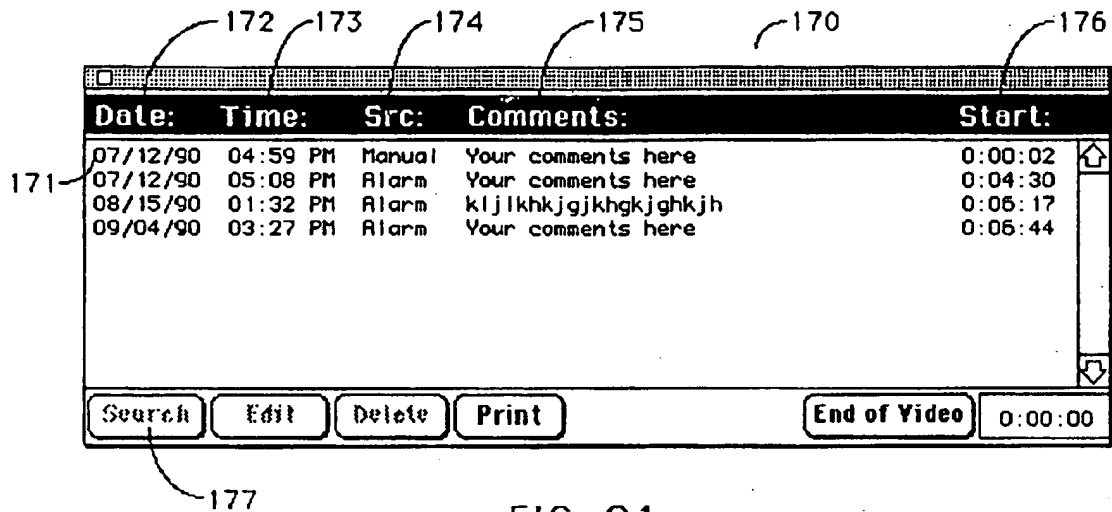 172 173 174 175 170 176
Date: Time: Src: Comments: Start:
171 07/12/90 04:59 PM Manual Your comments here 0:00:02
07/12/90 05:08 PM Alarm Your comments here 0:04:30
08/15/90 01:32 PM Alarm kljlkhkjgjkhgkjghkjh 0:06:17
09/04/90 03:27 PM Alarm Your comments here 0:06:44
Search Edit Delete Print End of Video 0:00:00
177